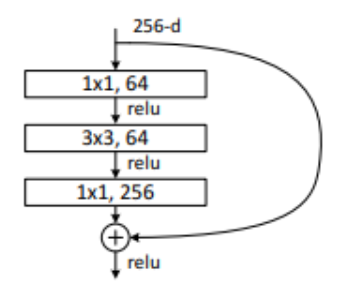 256-d
1x1, 64
relu
3x3, 64
relu
1x1, 256
+
relu